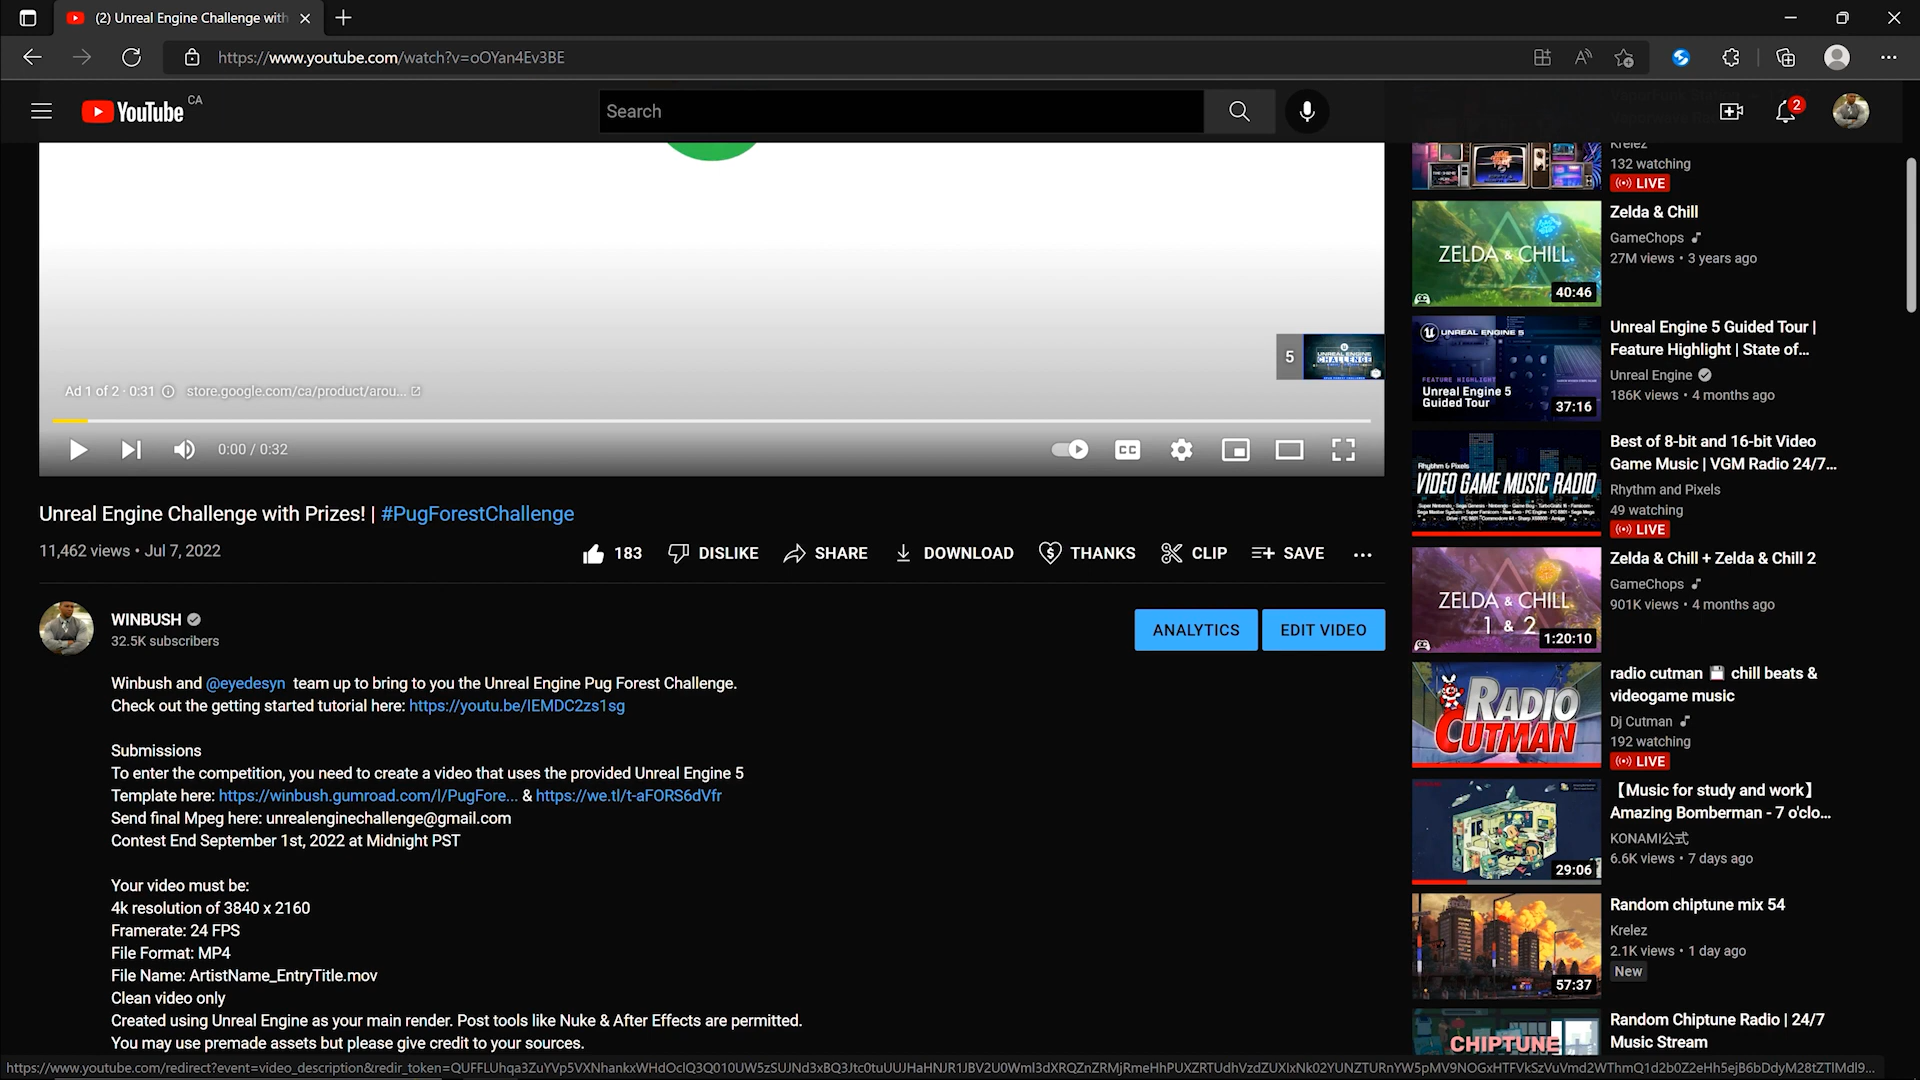 (2) Unreal Engine Challenge with
https://www.youtube.com/watch?v=oOYan4Ev3BE
YouTube CA
Search
2
Ad 1 of 2 · 0:31 store.google.com/ca/product/arou...
5
UNREAL ENGINE
CHALLENGE
0:00 / 0:32
CC
Unreal Engine Challenge with Prizes! | #PugForestChallenge
11,462 views • Jul 7, 2022
183 DISLIKE SHARE DOWNLOAD THANKS CLIP SAVE ...
WINBUSH
32.5K subscribers
ANALYTICS
EDIT VIDEO
Winbush and @eyedesyn team up to bring to you the Unreal Engine Pug Forest Challenge.
Check out the getting started tutorial here: https://youtu.be/IEMDC2zs1sg
Submissions
To enter the competition, you need to create a video that uses the provided Unreal Engine 5
Template here: https://winbush.gumroad.com/l/PugFore... & https://we.tl/t-aFORS6dVfr
Send final Mpeg here: unrealenginechallenge@gmail.com
Contest End September 1st, 2022 at Midnight PST
Your video must be:
4k resolution of 3840 x 2160
Framerate: 24 FPS
File Format: MP4
File Name: ArtistName_EntryTitle.mov
Clean video only
Created using Unreal Engine as your main render. Post tools like Nuke & After Effects are permitted.
You may use premade assets but please give credit to your sources.
Krelez
132 watching
LIVE
ZELDA & CHILL
40:46
Zelda & Chill
GameChops
27M views • 3 years ago
UNREAL ENGINE 5
FEATURE HIGHLIGHT
Unreal Engine 5
Guided Tour
37:16
Unreal Engine 5 Guided Tour |
Feature Highlight | State of...
Unreal Engine
186K views • 4 months ago
Rhythm & Pixels
VIDEO GAME MUSIC RADIO
Best of 8-bit and 16-bit Video
Game Music | VGM Radio 24/7...
Rhythm and Pixels
49 watching
LIVE
ZELDA & CHILL
1 & 2
1:20:10
Zelda & Chill + Zelda & Chill 2
GameChops
901K views • 4 months ago
RADIO
CUTMAN
radio cutman 💾 chill beats &
videogame music
Dj Cutman
192 watching
LIVE
29:06
【Music for study and work】
Amazing Bomberman - 7 o'clo...
KONAMI公式
6.6K views • 7 days ago
57:37
Random chiptune mix 54
Krelez
2.1K views • 1 day ago
New
CHIPTUNE
Random Chiptune Radio | 24/7
Music Stream